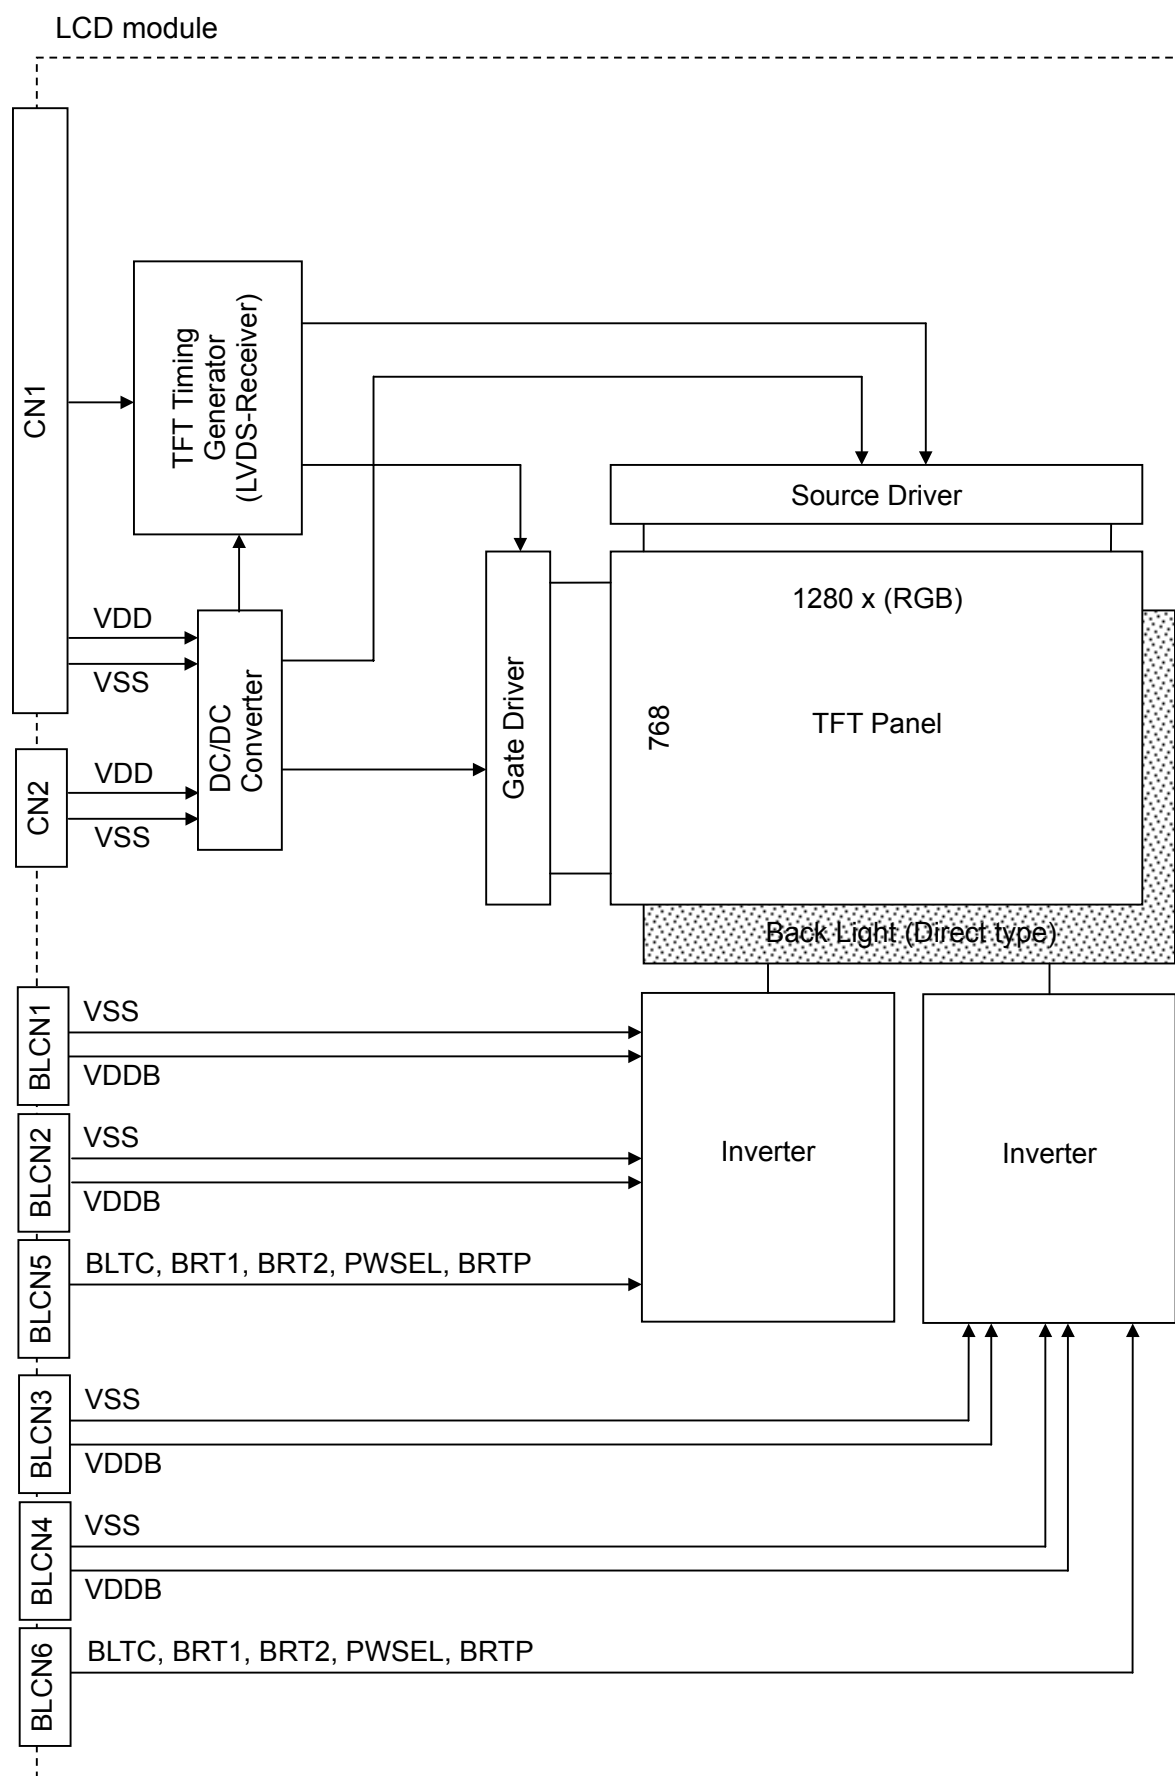 LCD module
CN1
TFT Timing
Generator
(LVDS-Receiver)
Source Driver
1280 x (RGB)
768
TFT Panel
VDD
VSS
DC/DC
Converter
Gate Driver
CN2
VDD
VSS
Back Light (Direct type)
BLCN1
VSS
VDDB
BLCN2
VSS
VDDB
Inverter
Inverter
BLCN5
BLTC, BRT1, BRT2, PWSEL, BRTP
BLCN3
VSS
VDDB
BLCN4
VSS
VDDB
BLCN6
BLTC, BRT1, BRT2, PWSEL, BRTP